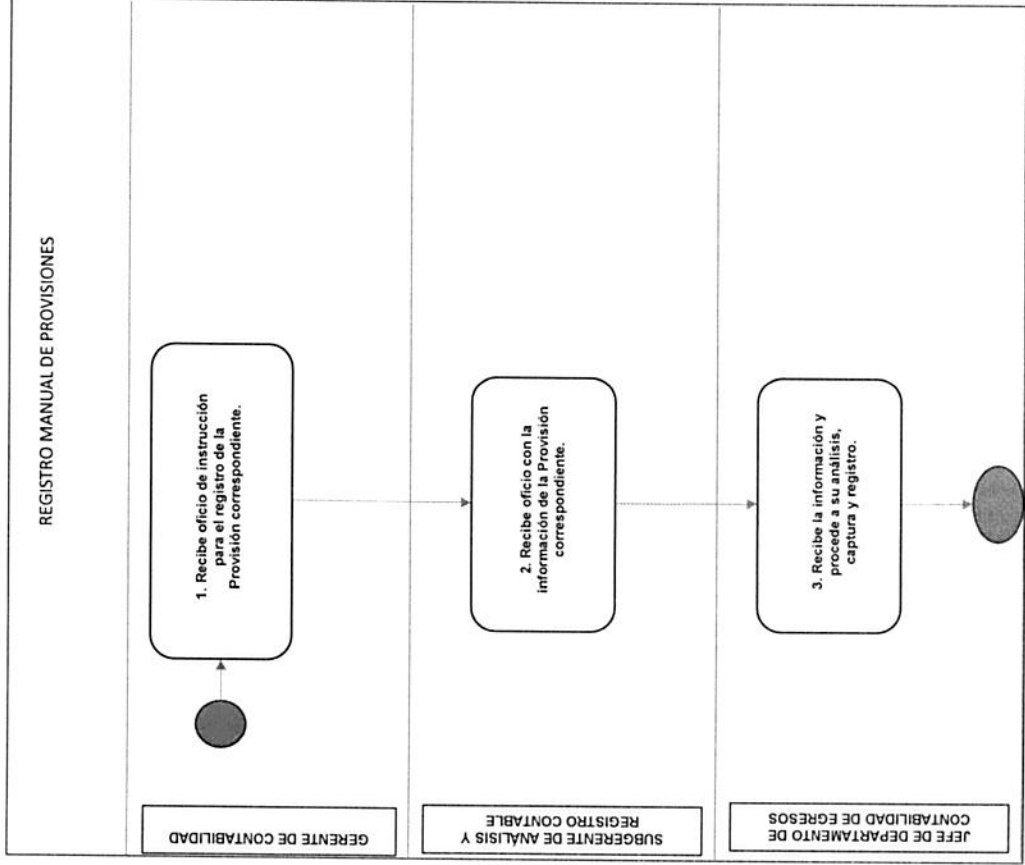 REGISTRO MANUAL DE PROVISIONES
GERENTE DE CONTABILIDAD
1. Recibe oficio de instrucción
para el registro de la
Provisión correspondiente.
SUBGERENTE DE ANÁLISIS Y
REGISTRO CONTABLE
2. Recibe oficio con la
información de la Provisión
correspondiente.
JEFE DE DEPARTAMENTO DE
CONTABILIDAD DE EGRESOS
3. Recibe la información y
procede a su análisis,
captura y registro.